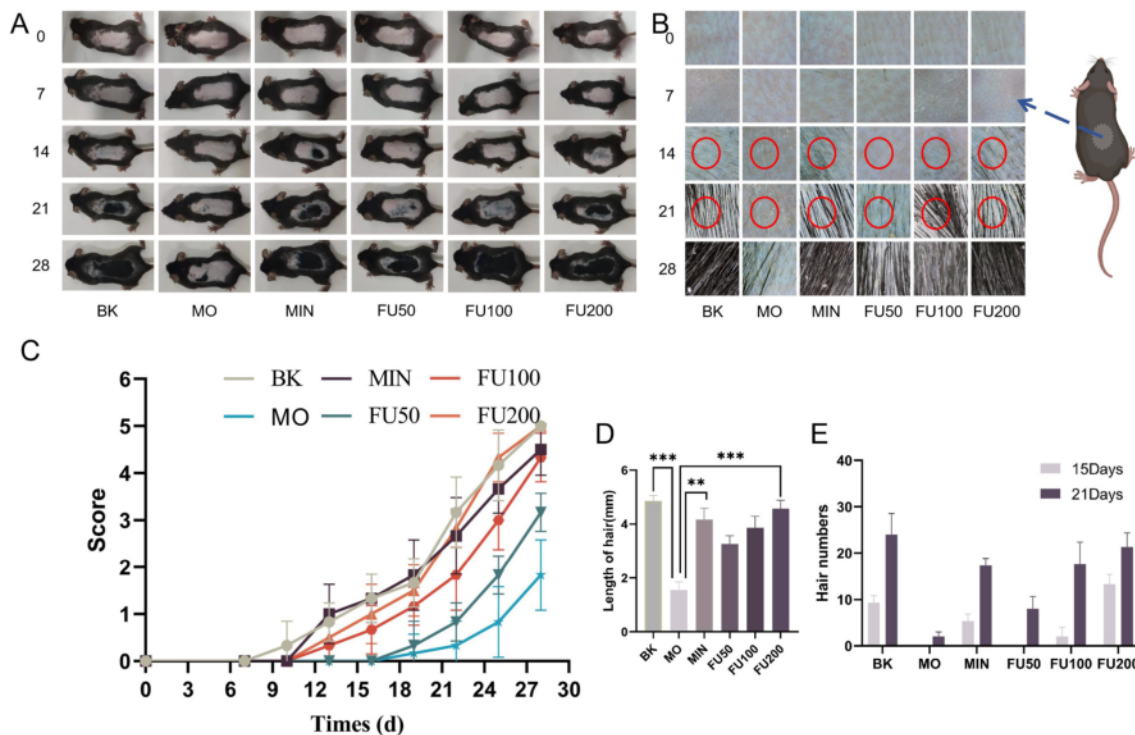 A
0
7
14
21
28
BK MO MIN FU50 FU100 FU200
B
0
7
14
21
28
BK MO MIN FU50 FU100 FU200
C
BK MIN FU100
MO FU50 FU200
6
5
4
3
2
1
0
Score
0 3 6 9 12 15 18 21 24 27 30
Times (d)
D
*** ***
**
6
4
2
0
Length of hair(mm)
BK MO MIN FU50 FU100 FU200
E
15Days
21Days
40
30
20
10
0
Hair numbers
BK MO MIN FU50 FU100 FU200